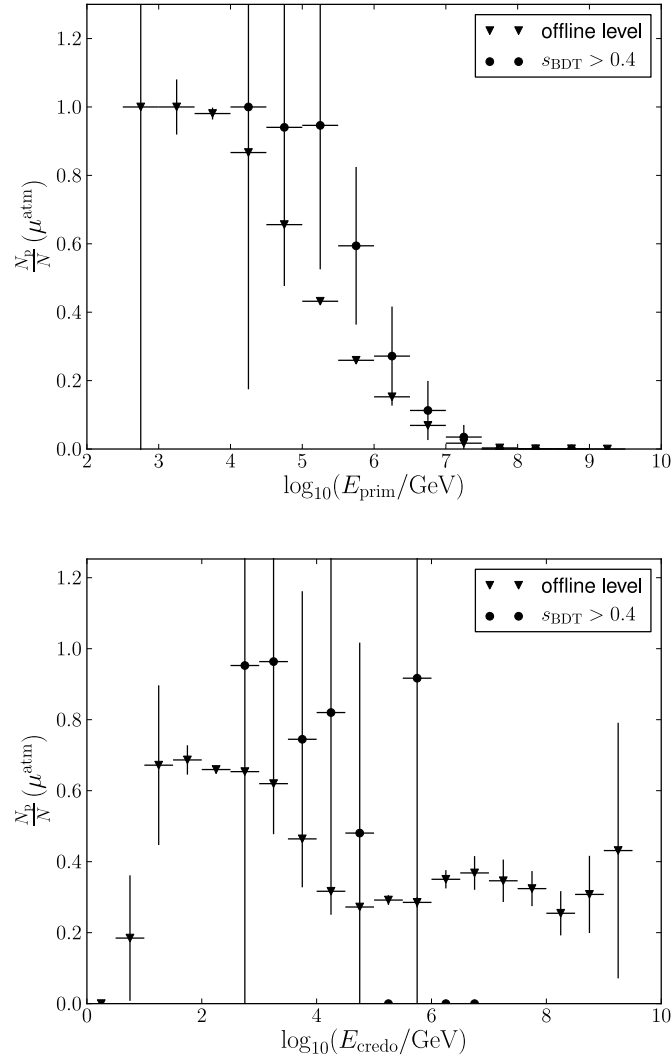 1.2
1.0
0.8
0.6
0.4
0.2
0.0
N_p/N (μ^atm)
offline level
s_BDT > 0.4
2 3 4 5 6 7 8 9 10
log_10(E_prim/GeV)
1.2
1.0
0.8
0.6
0.4
0.2
0.0
N_p/N (μ^atm)
offline level
s_BDT > 0.4
0 2 4 6 8 10
log_10(E_credo/GeV)